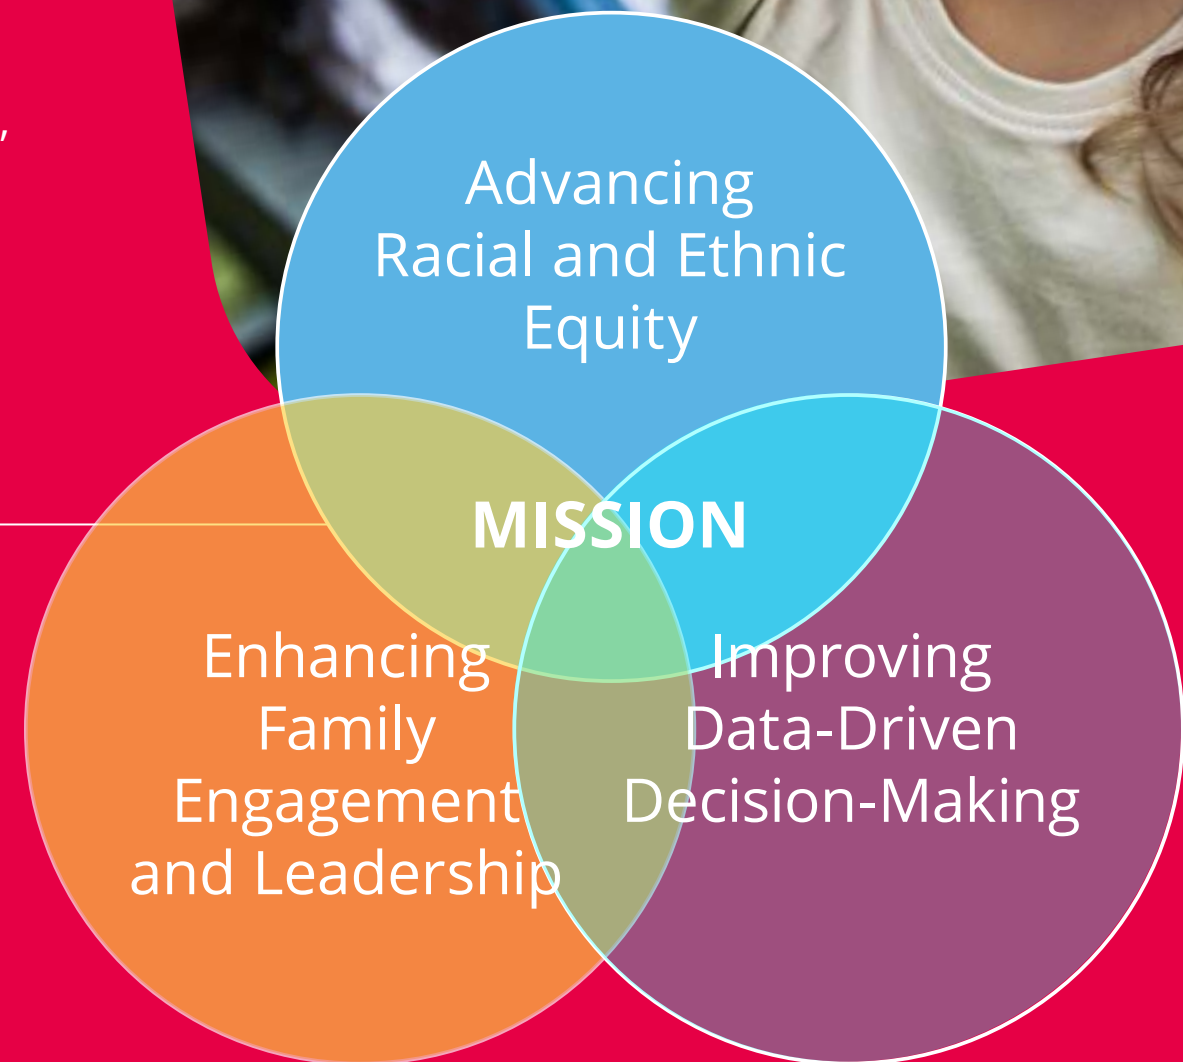 ,
Advancing
Racial and Ethnic
Equity
MISSION
Enhancing
Family
Engagement
and Leadership
Improving
Data-Driven
Decision-Making